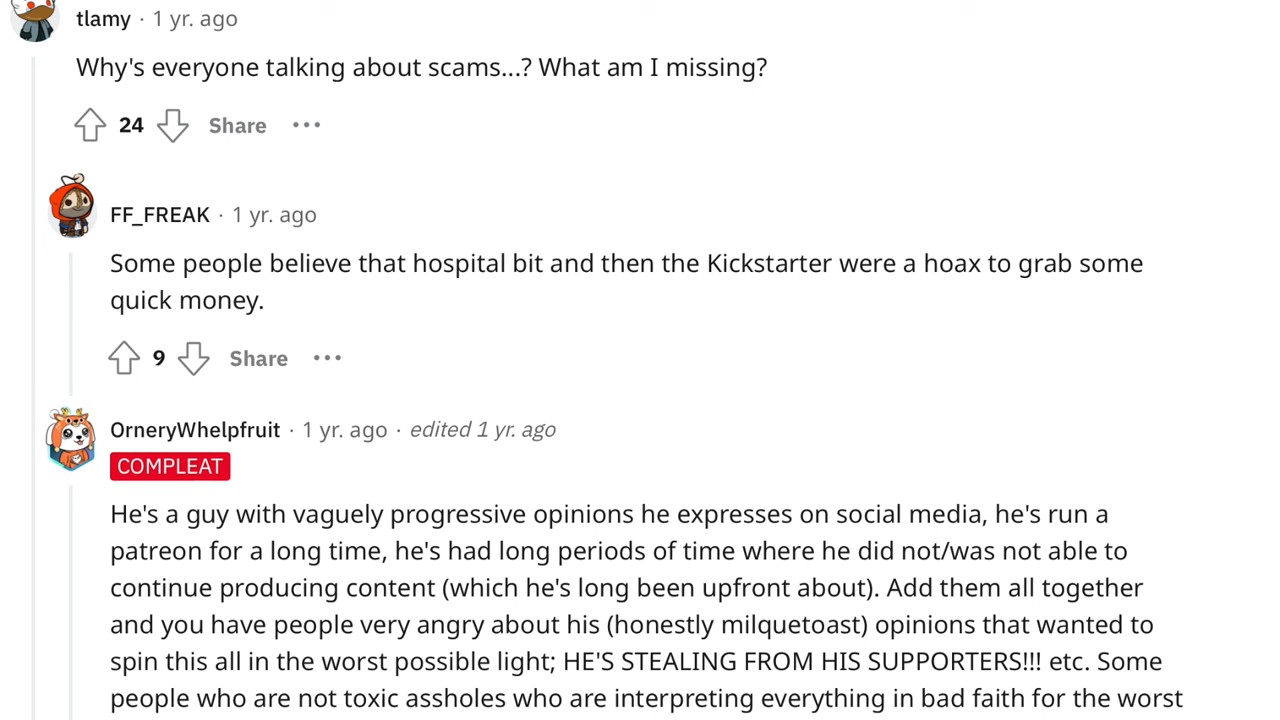 tlamy · 1 yr. ago
Why's everyone talking about scams...? What am I missing?
24 Share ...
FF_FREAK · 1 yr. ago
Some people believe that hospital bit and then the Kickstarter were a hoax to grab some
quick money.
9 Share ...
OrneryWhelpfruit · 1 yr. ago · edited 1 yr. ago
COMPLEAT
He's a guy with vaguely progressive opinions he expresses on social media, he's run a
patreon for a long time, he's had long periods of time where he did not/was not able to
continue producing content (which he's long been upfront about). Add them all together
and you have people very angry about his (honestly milquetoast) opinions that wanted to
spin this all in the worst possible light; HE'S STEALING FROM HIS SUPPORTERS!!! etc. Some
people who are not toxic assholes who are interpreting everything in bad faith for the worst